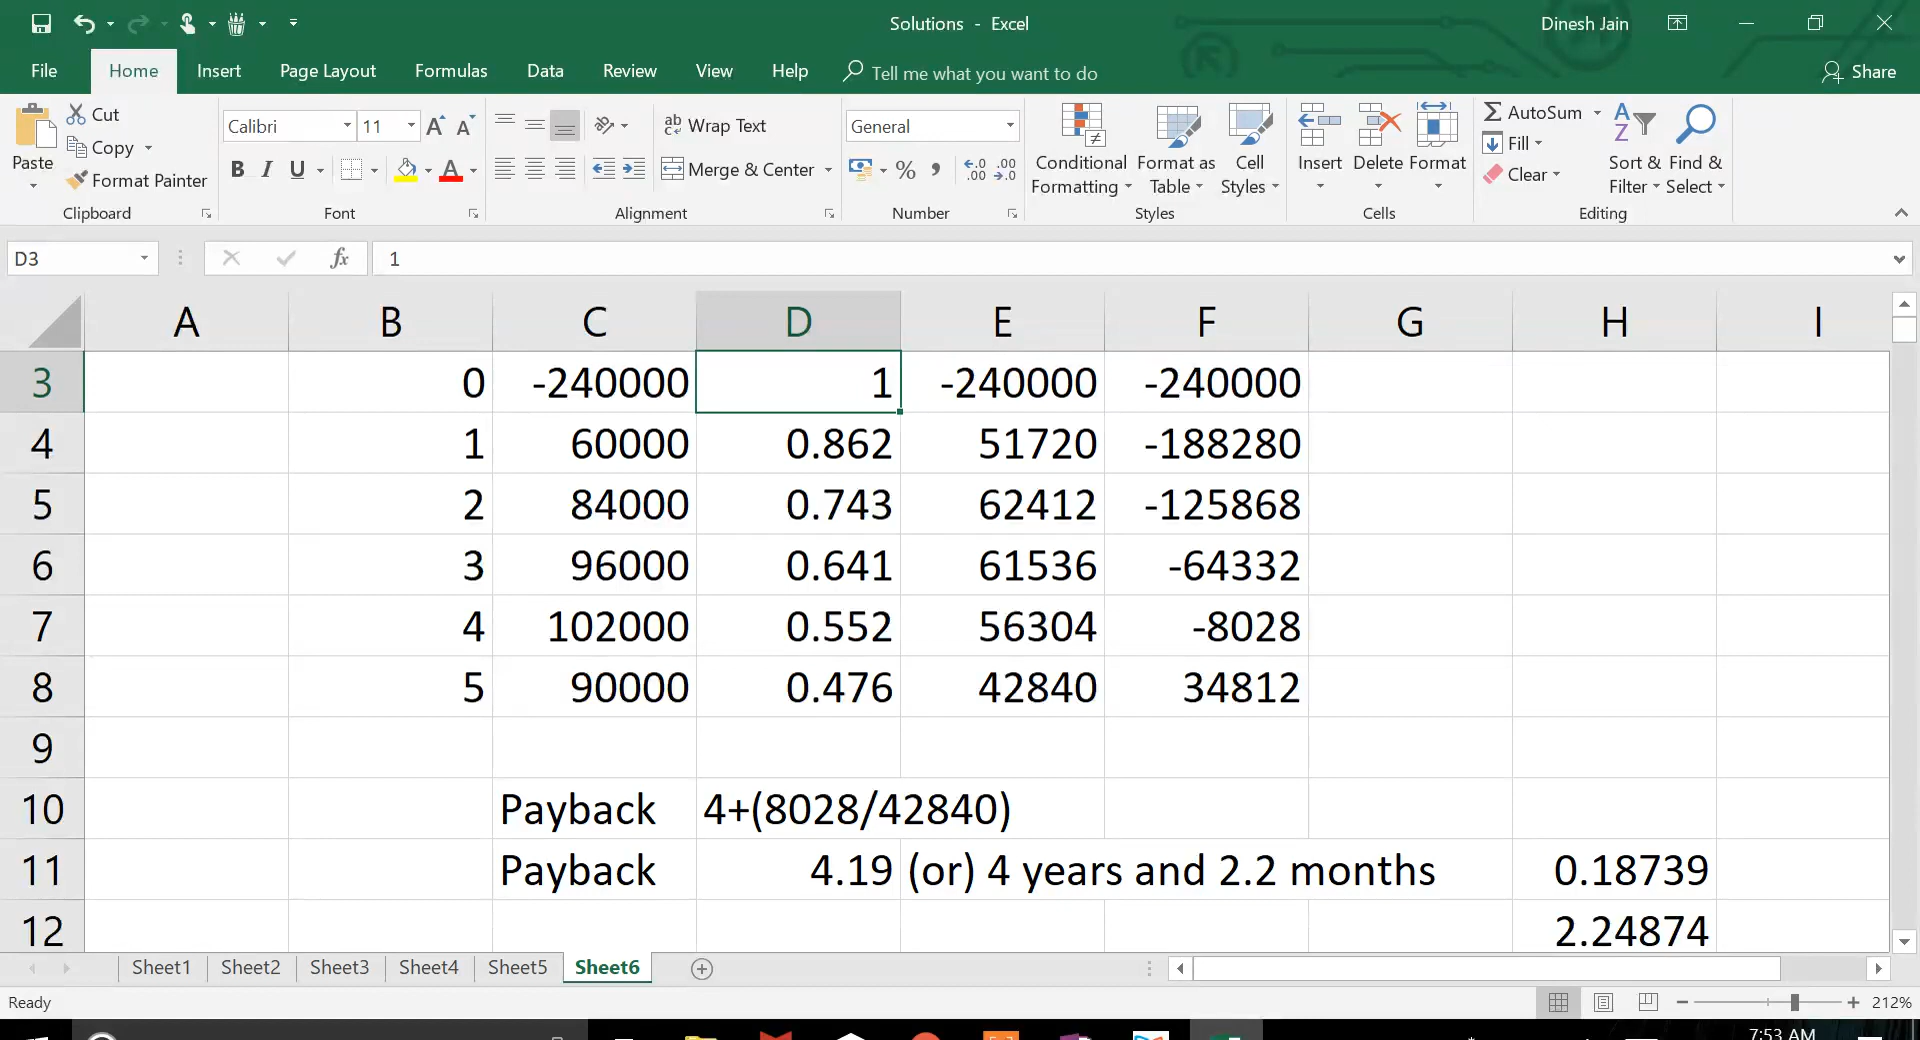 Solutions - Excel
Dinesh Jain
File Home Insert Page Layout Formulas Data Review View Help Tell me what you want to do Share
Paste Cut
Copy
Format Painter
Clipboard
Calibri 11
B I U A
Font
Wrap Text
Merge & Center
Alignment
General
% , .00 .00
Number
Conditional Formatting
Format as Table
Cell Styles
Styles
Insert Delete Format
Cells
AutoSum
Fill
Clear
Sort & Filter
Find & Select
Editing
D3 fx 1
A B C D E F G H I
3 0 -240000 1 -240000 -240000
4 1 60000 0.862 51720 -188280
5 2 84000 0.743 62412 -125868
6 3 96000 0.641 61536 -64332
7 4 102000 0.552 56304 -8028
8 5 90000 0.476 42840 34812
9
10 Payback 4+(8028/42840)
11 Payback 4.19 (or) 4 years and 2.2 months 0.18739
12 2.24874
Sheet1 Sheet2 Sheet3 Sheet4 Sheet5 Sheet6
Ready 212%
7:53 AM